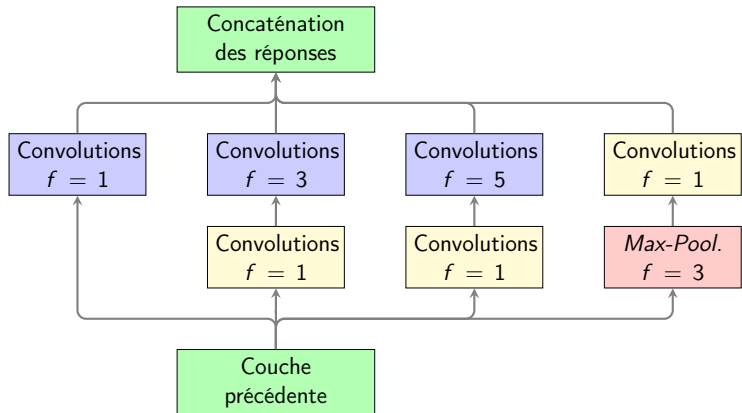 Concaténation
des réponses
Convolutions
f = 1
Convolutions
f = 3
Convolutions
f = 5
Convolutions
f = 1
Convolutions
f = 1
Convolutions
f = 1
Max-Pool.
f = 3
Couche
précédente